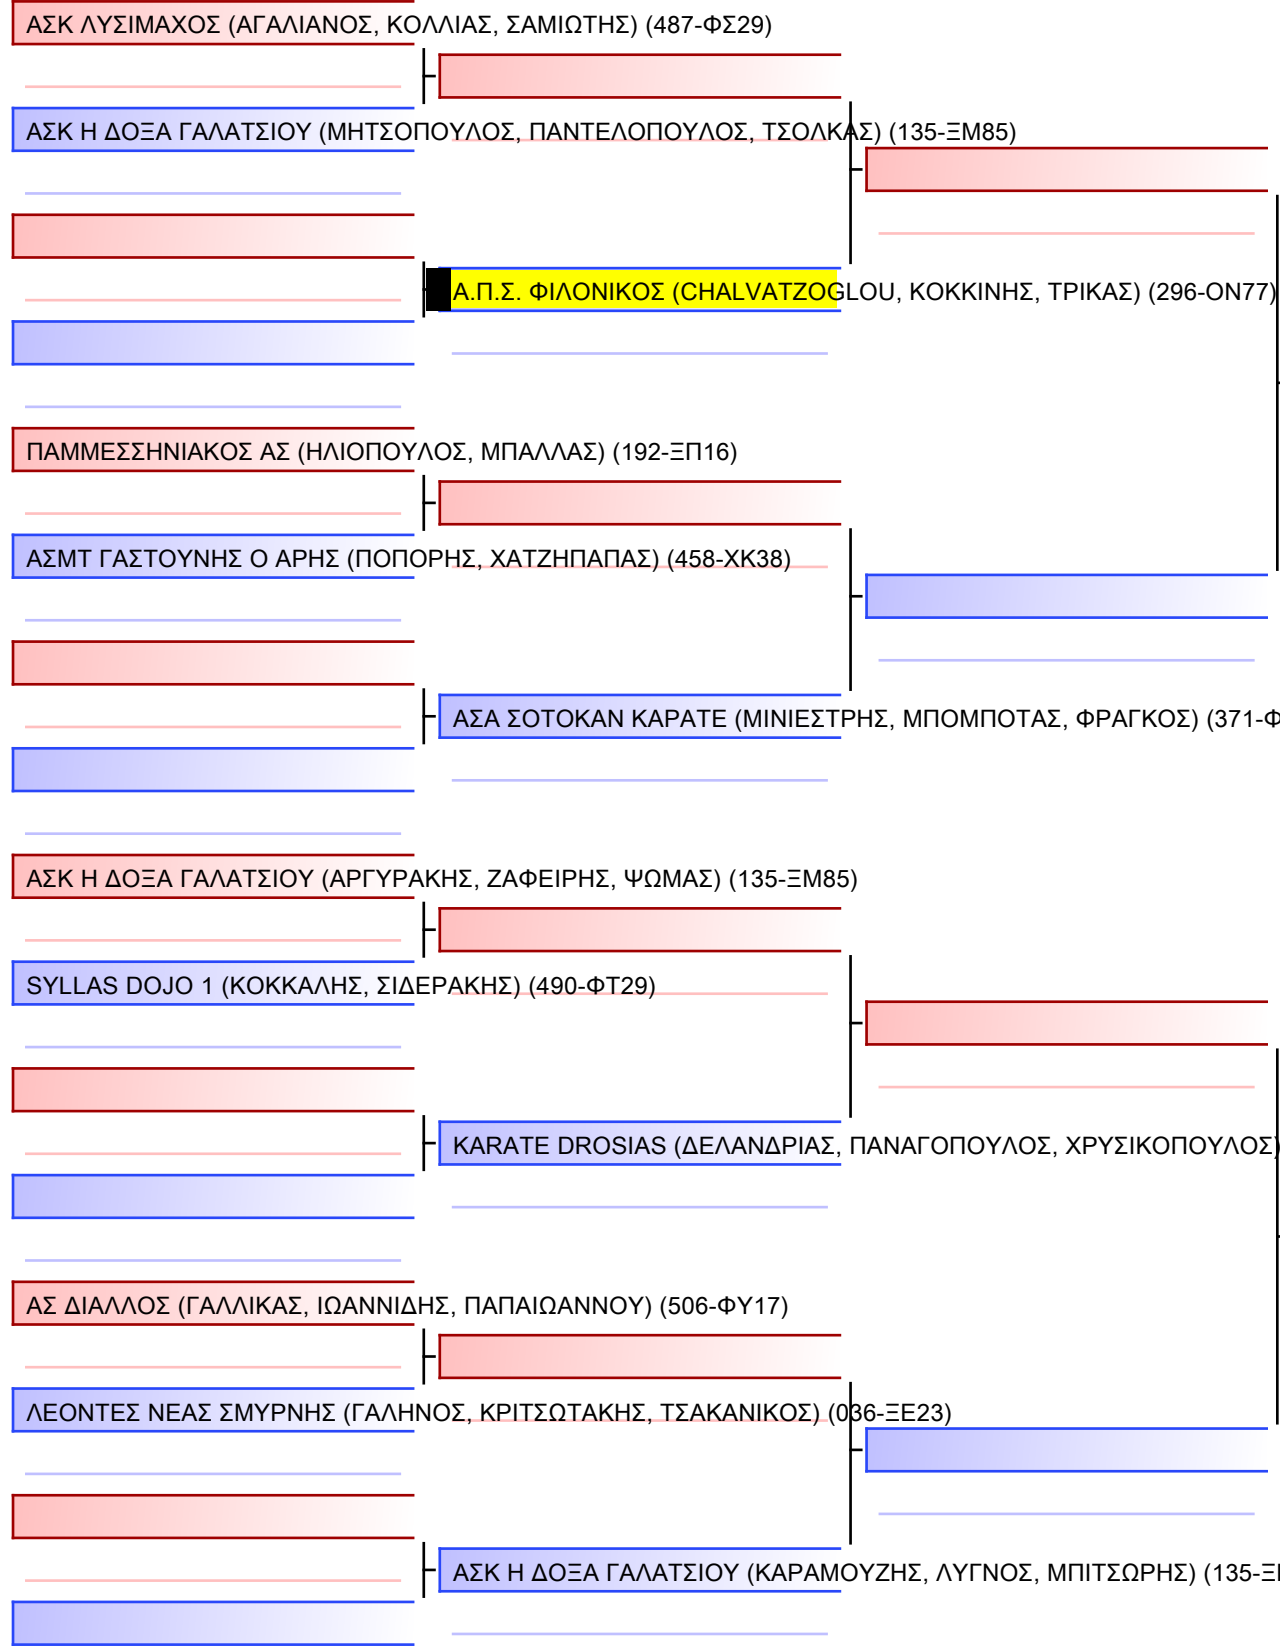 ΑΣΚ ΛΥΣΙΜΑΧΟΣ (ΑΓΑΛΙΑΝΟΣ, ΚΟΛΛΙΑΣ, ΣΑΜΙΩΤΗΣ) (487-ΦΣ29)
ΑΣΚ Η ΔΟΞΑ ΓΑΛΑΤΣΙΟΥ (ΜΗΤΣΟΠΟΥΛΟΣ, ΠΑΝΤΕΛΟΠΟΥΛΟΣ, ΤΣΟΛΚΑΣ) (135-ΞΜ85)
Α.Π.Σ. ΦΙΛΟΝΙΚΟΣ (CHALVATZOGLOU, ΚΟΚΚΙΝΗΣ, ΤΡΙΚΑΣ) (296-ΟΝ77)
ΠΑΜΜΕΣΣΗΝΙΑΚΟΣ ΑΣ (ΗΛΙΟΠΟΥΛΟΣ, ΜΠΑΛΛΑΣ) (192-ΞΠ16)
ΑΣΜΤ ΓΑΣΤΟΥΝΗΣ Ο ΑΡΗΣ (ΠΟΠΟΡΗΣ, ΧΑΤΖΗΠΑΠΑΣ) (458-ΧΚ38)
ΑΣΑ ΣΟΤΟΚΑΝ ΚΑΡΑΤΕ (ΜΙΝΙΕΣΤΡΗΣ, ΜΠΟΜΠΟΤΑΣ, ΦΡΑΓΚΟΣ) (371-Φ
ΑΣΚ Η ΔΟΞΑ ΓΑΛΑΤΣΙΟΥ (ΑΡΓΥΡΑΚΗΣ, ΖΑΦΕΙΡΗΣ, ΨΩΜΑΣ) (135-ΞΜ85)
SYLLAS DOJO 1 (ΚΟΚΚΑΛΗΣ, ΣΙΔΕΡΑΚΗΣ) (490-ΦΤ29)
KARATE DROSIAS (ΔΕΛΑΝΔΡΙΑΣ, ΠΑΝΑΓΟΠΟΥΛΟΣ, ΧΡΥΣΙΚΟΠΟΥΛΟΣ)
ΑΣ ΔΙΑΛΛΟΣ (ΓΑΛΛΙΚΑΣ, ΙΩΑΝΝΙΔΗΣ, ΠΑΠΑΙΩΑΝΝΟΥ) (506-ΦΥ17)
ΛΕΟΝΤΕΣ ΝΕΑΣ ΣΜΥΡΝΗΣ (ΓΑΛΗΝΟΣ, ΚΡΙΤΣΩΤΑΚΗΣ, ΤΣΑΚΑΝΙΚΟΣ) (036-ΞΕ23)
ΑΣΚ Η ΔΟΞΑ ΓΑΛΑΤΣΙΟΥ (ΚΑΡΑΜΟΥΖΗΣ, ΛΥΓΝΟΣ, ΜΠΙΤΣΩΡΗΣ) (135-Ξ